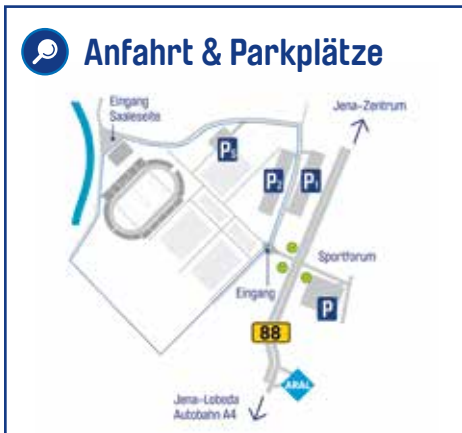 Anfahrt & Parkplätze
Eingang
Saaleseite
Jena-Zentrum
P3
P2
P1
Sportforum
Eingang
P
88
ARAL
Jena-Lobeda
Autobahn A4